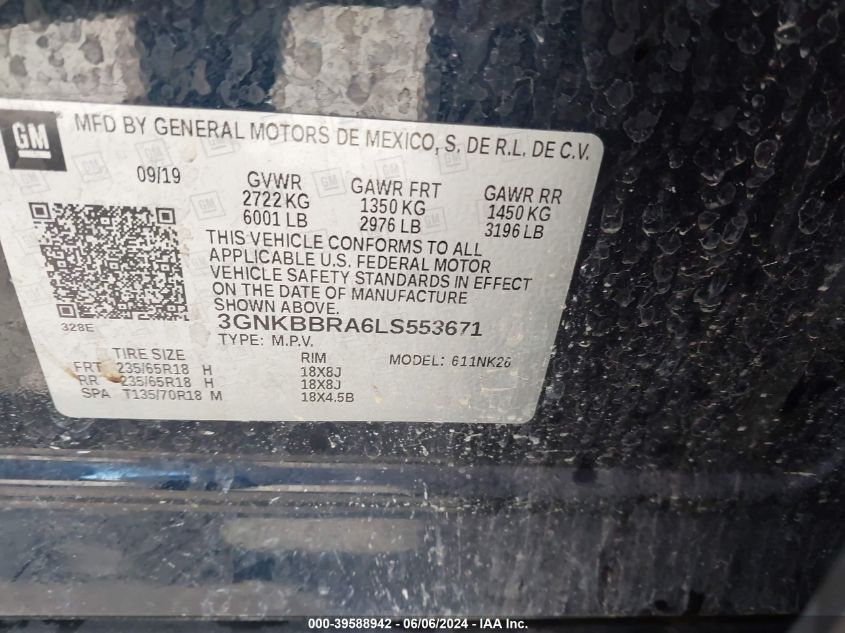 GM
MFD BY GENERAL MOTORS DE MEXICO, S. DE R.L. DE C.V.
09/19
GVWR GAWR FRT GAWR RR
2722 KG 1350 KG 1450 KG
6001 LB 2976 LB 3196 LB
THIS VEHICLE CONFORMS TO ALL
APPLICABLE U.S. FEDERAL MOTOR
VEHICLE SAFETY STANDARDS IN EFFECT
ON THE DATE OF MANUFACTURE
SHOWN ABOVE.
328E
3GNKBBRA6LS553671
TYPE: M.P.V. MODEL: 611NK26
TIRE SIZE RIM
FRT 235/65R18 H 18X8J
RR 235/65R18 H 18X8J
SPA T135/70R18 M 18X4.5B
000-39588942 - 06/06/2024 - IAA Inc.